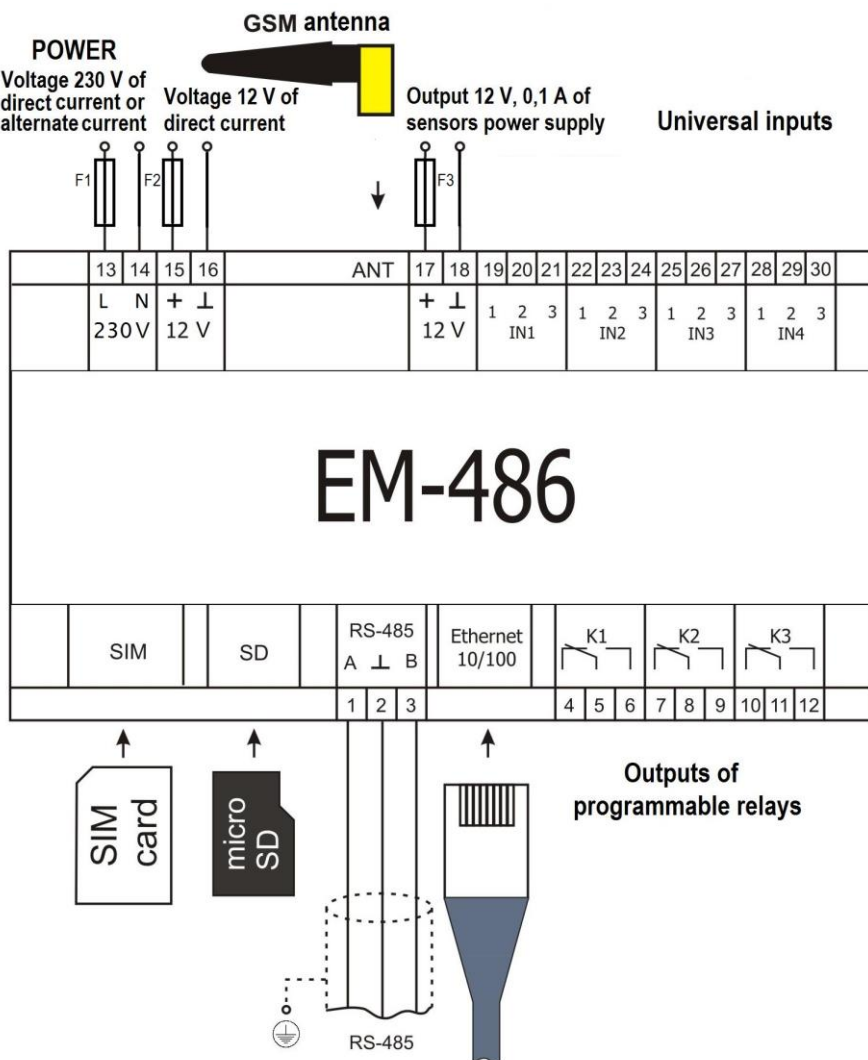 GSM antenna
POWER
Voltage 230 V of
direct current or
alternate current
Voltage 12 V of
direct current
Output 12 V, 0,1 A of
sensors power supply
Universal inputs
F1
F2
F3
13 14 15 16 ANT 17 18 19 20 21 22 23 24 25 26 27 28 29 30
L N + ⊥ + ⊥ 1 2 3 1 2 3 1 2 3 1 2 3
230 V 12 V 12 V IN1 IN2 IN3 IN4
EM-486
SIM
SD
RS-485
A ⊥ B
Ethernet
10/100
K1 K2 K3
1 2 3 4 5 6 7 8 9 10 11 12
SIM
card
micro
SD
Outputs of
programmable relays
RS-485